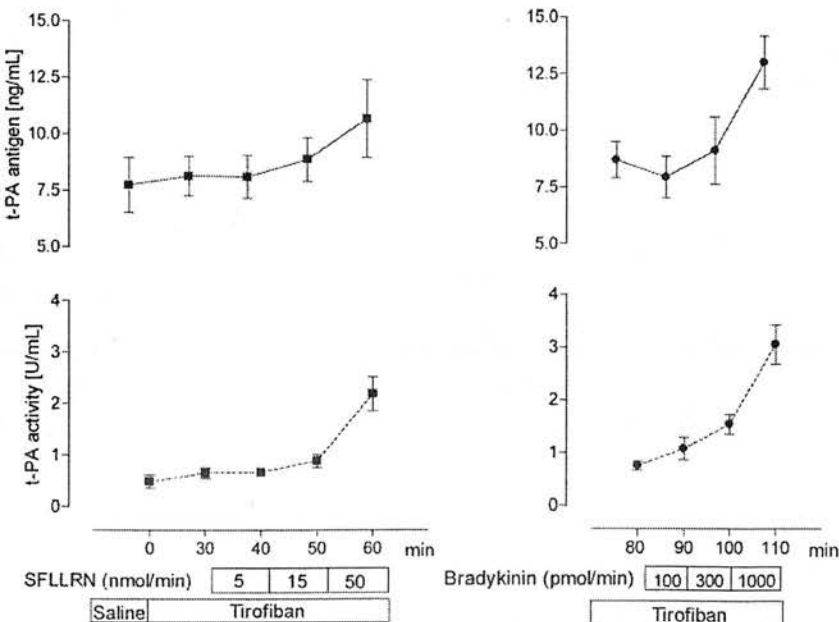 t-PA antigen [ng/mL]
15.0
12.5
10.0
7.5
5.0
15.0
12.5
10.0
7.5
5.0
t-PA activity [U/mL]
4
3
2
1
0
4
3
2
1
0
0 30 40 50 60 min
80 90 100 110 min
SFLLRN (nmol/min) 5 15 50
Bradykinin (pmol/min) 100 300 1000
Saline Tirofiban
Tirofiban